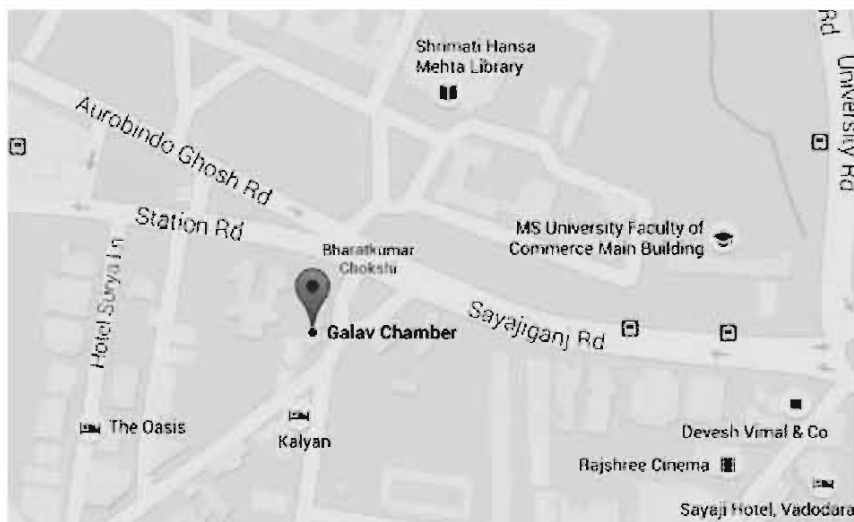 Shrimati Hansa
Mehta Library
Rd
University Rd
Aurobindo Ghosh Rd
Station Rd
MS University Faculty of
Commerce Main Building
Bharatkumar
Chokshi
Hotel Surya Ln
Galav Chamber
Sayajiganj Rd
The Oasis
Kalyan
Devesh Vimal & Co
Rajshree Cinema
Sayaji Hotel, Vadodara